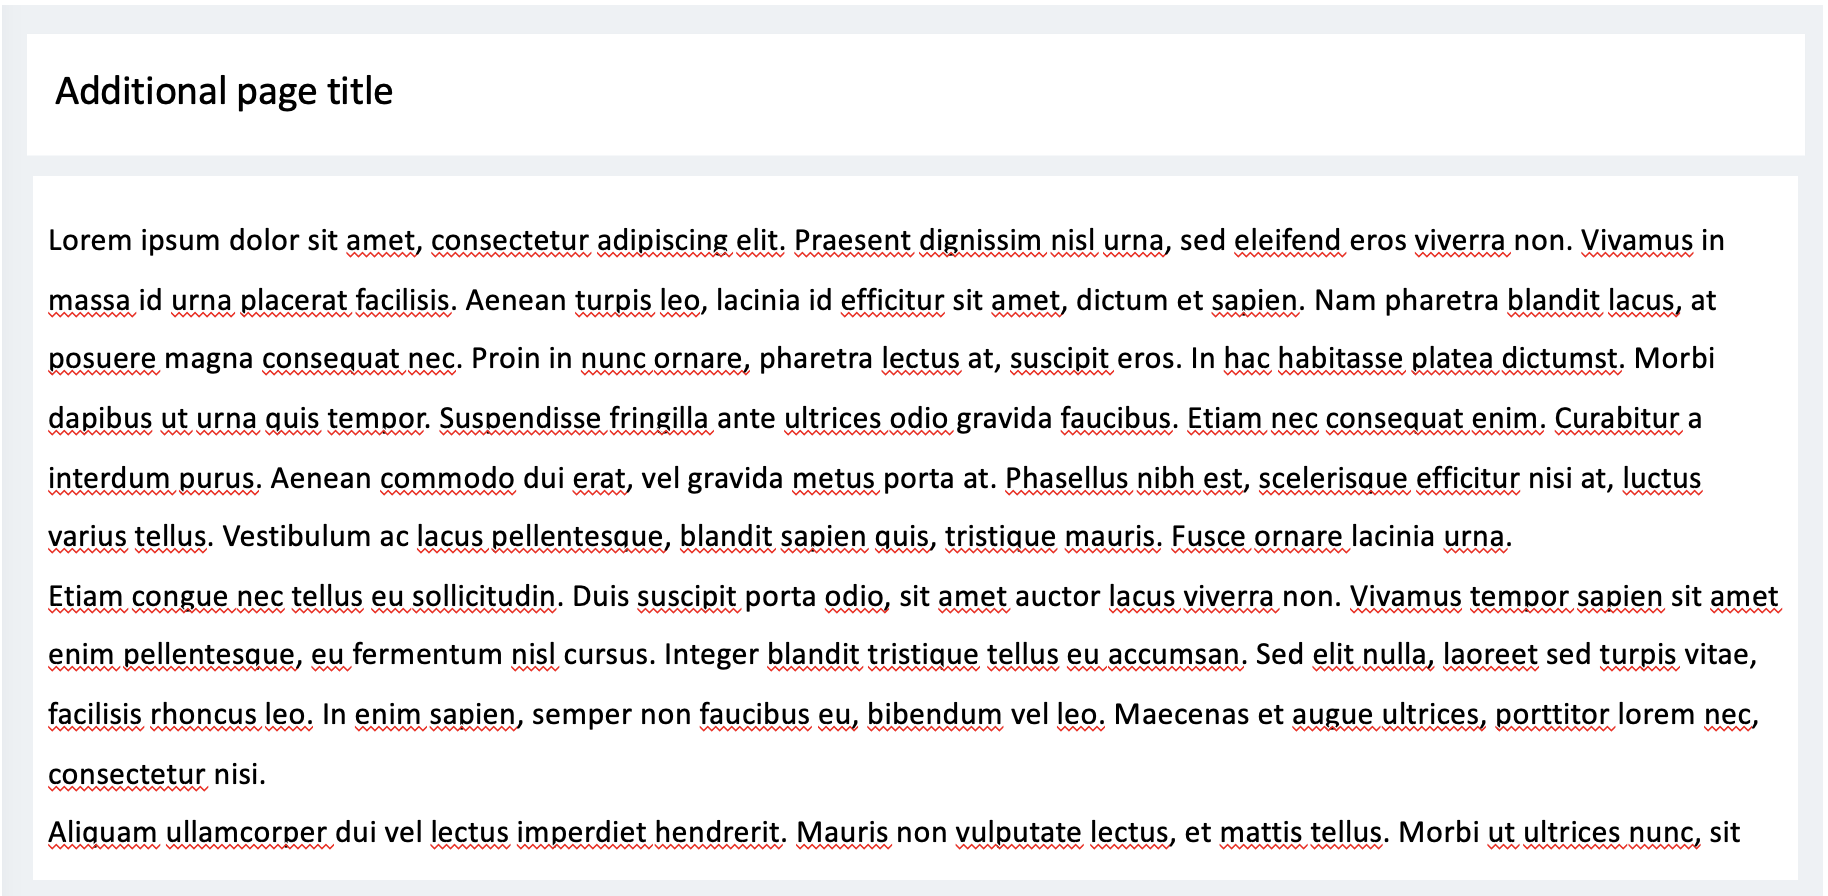 Additional page title
Lorem ipsum dolor sit amet, consectetur adipiscing elit. Praesent dignissim nisl urna, sed eleifend eros viverra non. Vivamus in
massa id urna placerat facilisis. Aenean turpis leo, lacinia id efficitur sit amet, dictum et sapien. Nam pharetra blandit lacus, at
posuere magna consequat nec. Proin in nunc ornare, pharetra lectus at, suscipit eros. In hac habitasse platea dictumst. Morbi
dapibus ut urna quis tempor. Suspendisse fringilla ante ultrices odio gravida faucibus. Etiam nec consequat enim. Curabitur a
interdum purus. Aenean commodo dui erat, vel gravida metus porta at. Phasellus nibh est, scelerisque efficitur nisi at, luctus
varius tellus. Vestibulum ac lacus pellentesque, blandit sapien quis, tristique mauris. Fusce ornare lacinia urna.
Etiam congue nec tellus eu sollicitudin. Duis suscipit porta odio, sit amet auctor lacus viverra non. Vivamus tempor sapien sit amet
enim pellentesque, eu fermentum nisl cursus. Integer blandit tristique tellus eu accumsan. Sed elit nulla, laoreet sed turpis vitae,
facilisis rhoncus leo. In enim sapien, semper non faucibus eu, bibendum vel leo. Maecenas et augue ultrices, porttitor lorem nec,
consectetur nisi.
Aliquam ullamcorper dui vel lectus imperdiet hendrerit. Mauris non vulputate lectus, et mattis tellus. Morbi ut ultrices nunc, sit